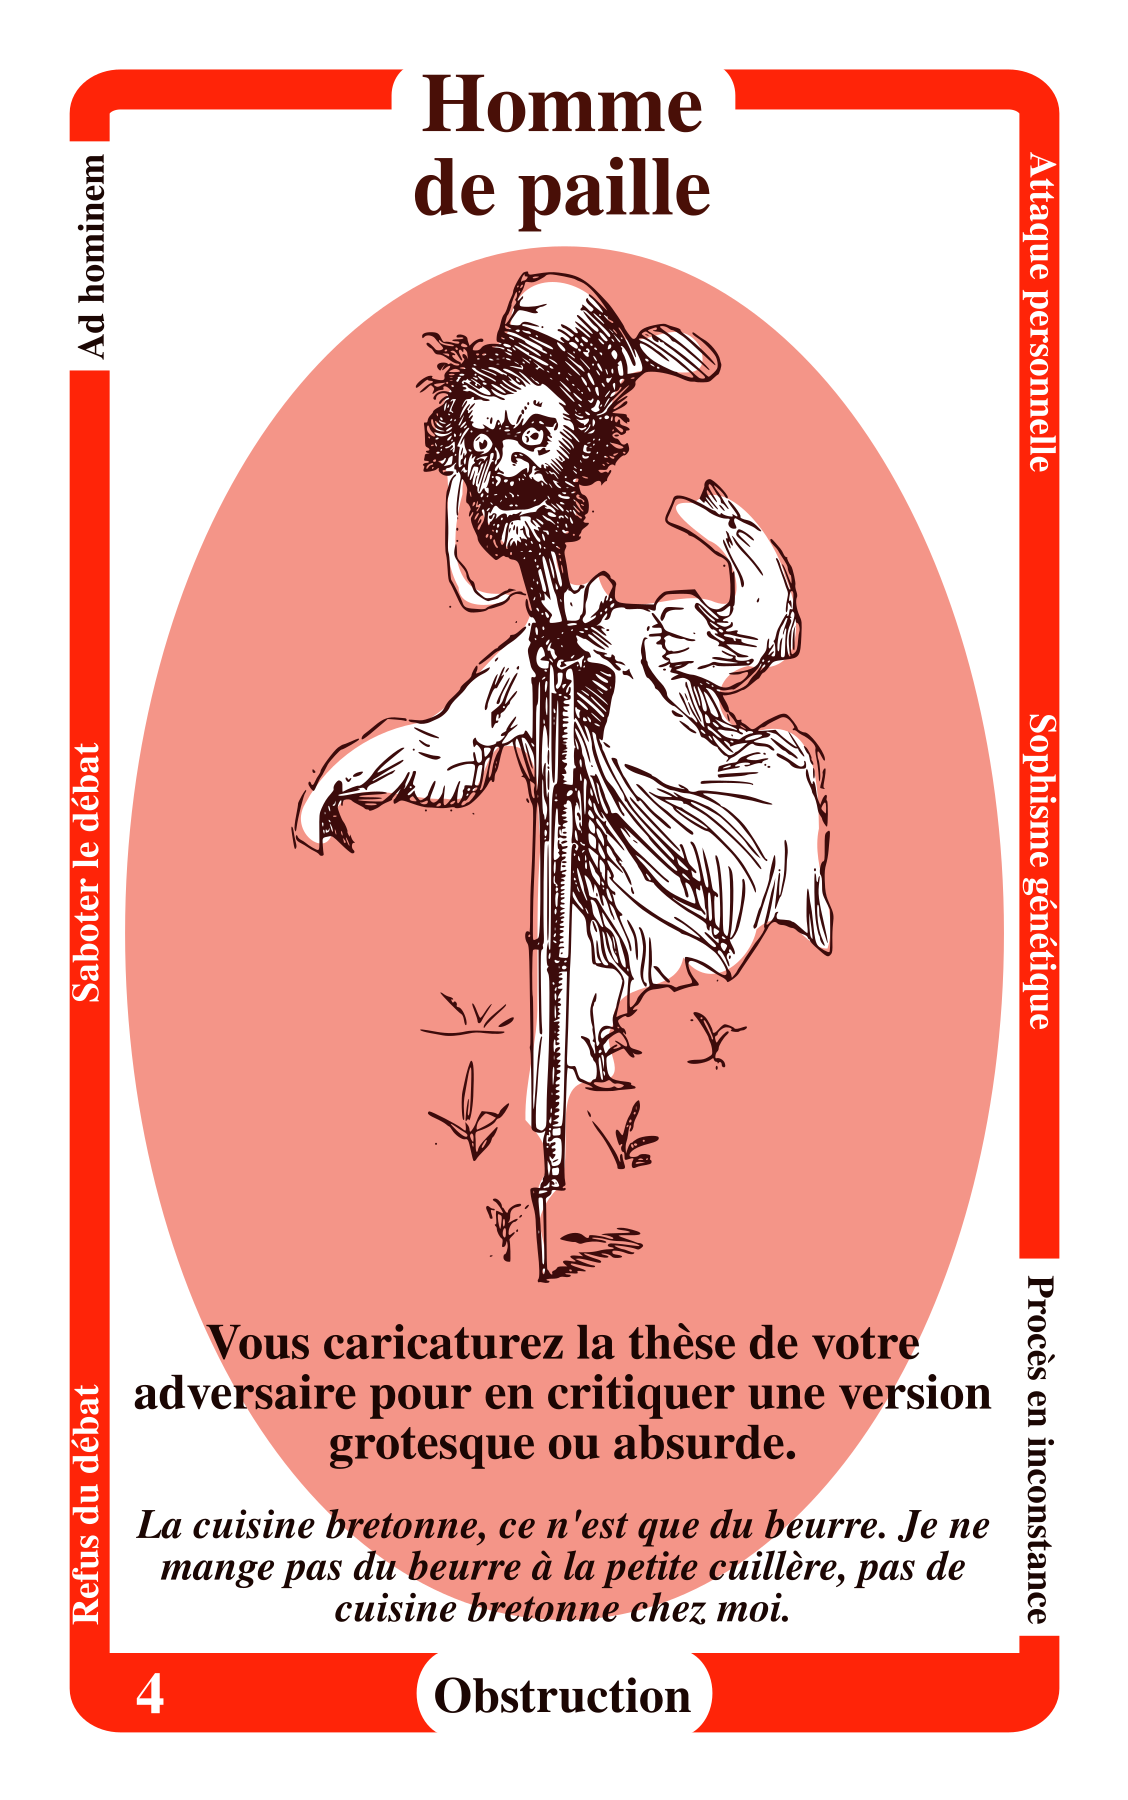 Homme
de paille
Ad hominem
Saboter le débat
Refus du débat
Attaque personnelle
Sophisme génétique
Procès en inconstance
Vous caricaturez la thèse de votre
adversaire pour en critiquer une version
grotesque ou absurde.
La cuisine bretonne, ce n'est que du beurre. Je ne
mange pas du beurre à la petite cuillère, pas de
cuisine bretonne chez moi.
4
Obstruction